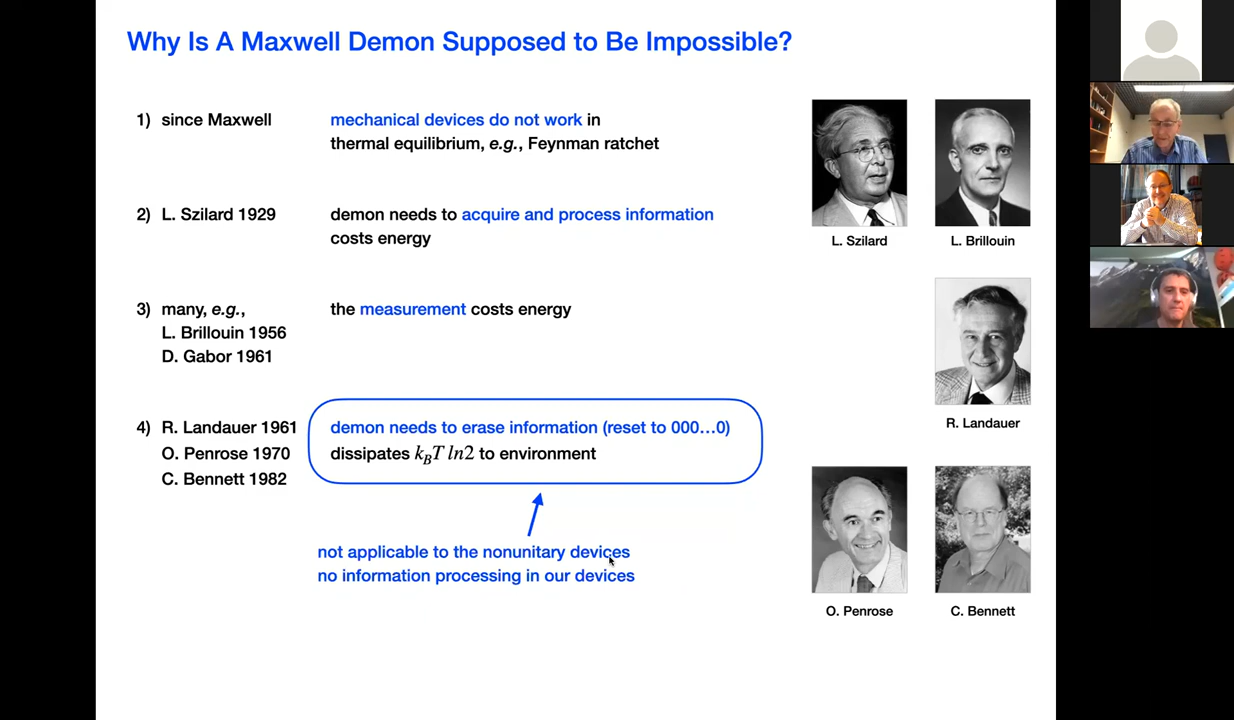 Why Is A Maxwell Demon Supposed to Be Impossible?
1) since Maxwell
mechanical devices do not work in
thermal equilibrium, e.g., Feynman ratchet
2) L. Szilard 1929
demon needs to acquire and process information
costs energy
3) many, e.g.,
L. Brillouin 1956
D. Gabor 1961
the measurement costs energy
4) R. Landauer 1961
O. Penrose 1970
C. Bennett 1982
demon needs to erase information (reset to 000…0)
dissipates k_BT ln2 to environment
not applicable to the nonunitary devices
no information processing in our devices
L. Szilard
L. Brillouin
R. Landauer
O. Penrose
C. Bennett